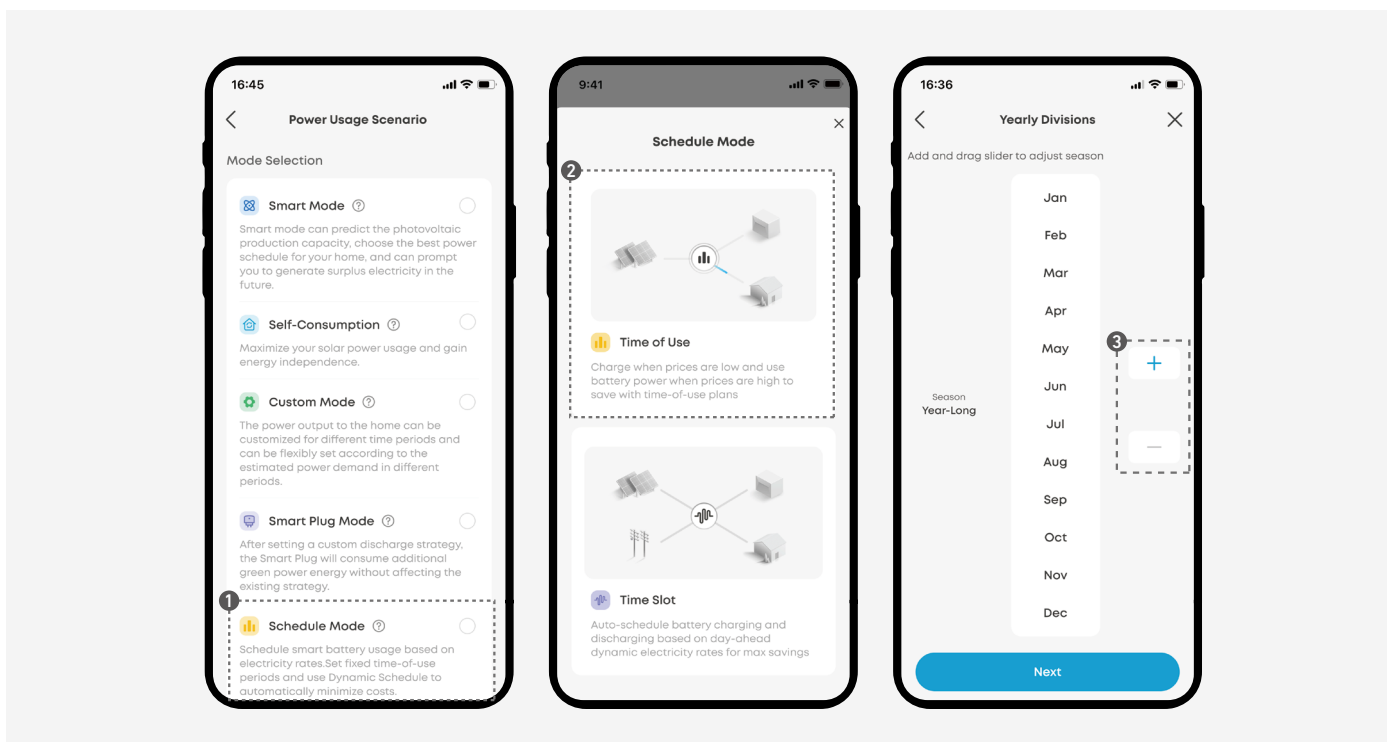 16:45
Power Usage Scenario
Mode Selection
Smart Mode ?
Smart mode can predict the photovoltaic
production capacity, choose the best power
schedule for your home, and can prompt
you to generate surplus electricity in the
future.
Self-Consumption ?
Maximize your solar power usage and gain
energy independence.
Custom Mode ?
The power output to the home can be
customized for different time periods and
can be flexibly set according to the
estimated power demand in different
periods.
Smart Plug Mode ?
After setting a custom discharge strategy,
the Smart Plug will consume additional
green power energy without affecting the
existing strategy.
1
Schedule Mode ?
Schedule smart battery usage based on
electricity rates.Set fixed time-of-use
periods and use Dynamic Schedule to
automatically minimize costs.
9:41
Schedule Mode
2
Time of Use
Charge when prices are low and use
battery power when prices are high to
save with time-of-use plans
Time Slot
Auto-schedule battery charging and
discharging based on day-ahead
dynamic electricity rates for max savings
16:36
Yearly Divisions
Add and drag slider to adjust season
Season
Year-Long
Jan
Feb
Mar
Apr
May
Jun
Jul
Aug
Sep
Oct
Nov
Dec
3
+
−
Next